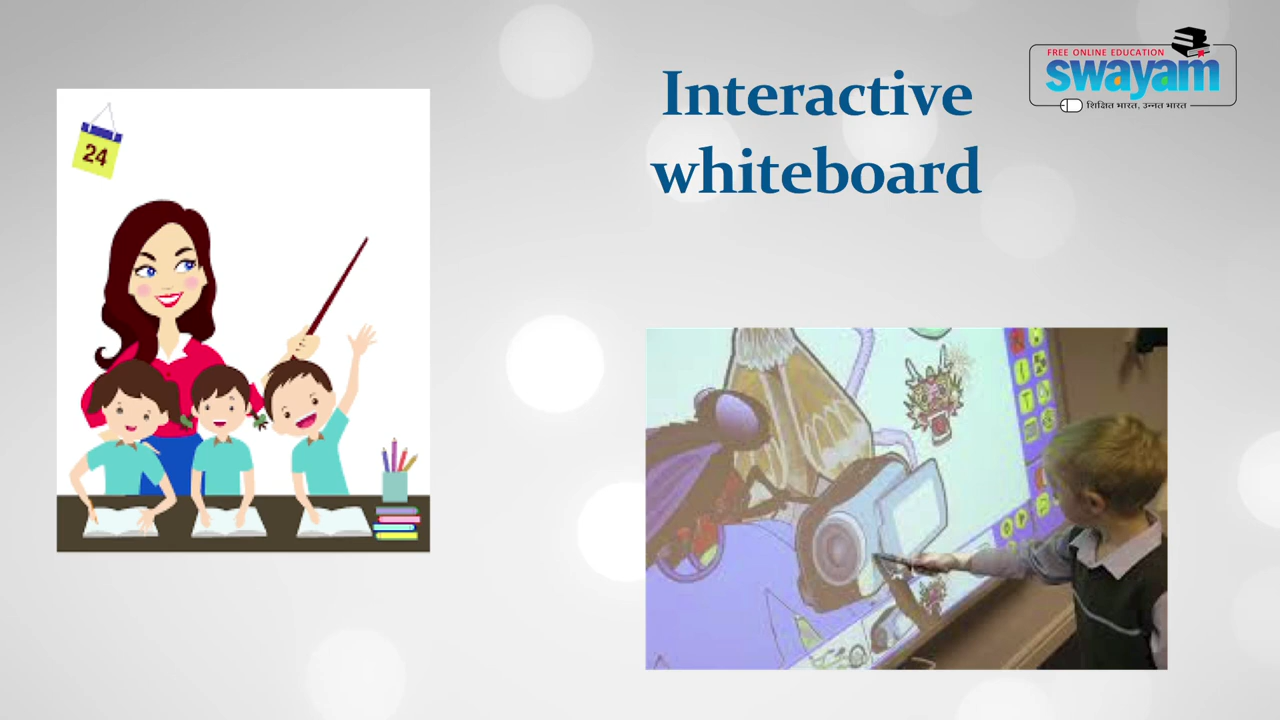 24
Interactive
whiteboard
FREE ONLINE EDUCATION
swayam
शिक्षित भारत, उन्नत भारत
T